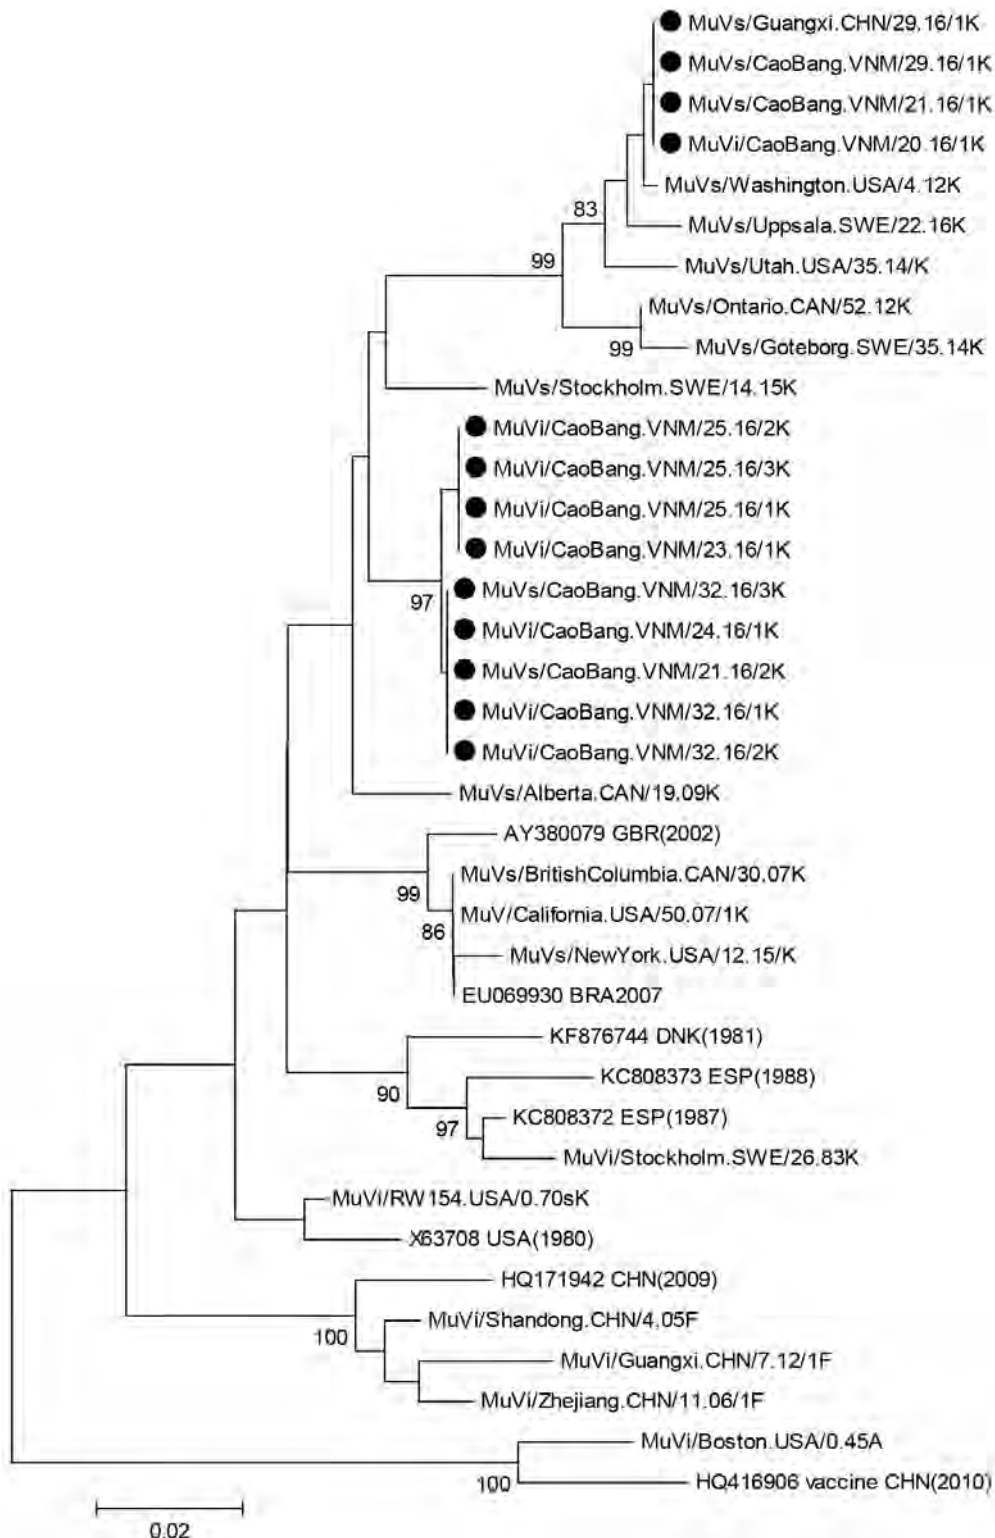 MuVs/Guangxi.CHN/29.16/1K
MuVs/CaoBang.VNM/29.16/1K
MuVs/CaoBang.VNM/21.16/1K
MuVi/CaoBang.VNM/20.16/1K
MuVs/Washington.USA/4.12K
83
MuVs/Uppsala.SWE/22.16K
99
MuVs/Utah.USA/35.14/K
MuVs/Ontario.CAN/52.12K
99
MuVs/Goteborg.SWE/35.14K
MuVs/Stockholm.SWE/14.15K
MuVi/CaoBang.VNM/25.16/2K
MuVi/CaoBang.VNM/25.16/3K
MuVi/CaoBang.VNM/25.16/1K
MuVi/CaoBang.VNM/23.16/1K
97
MuVs/CaoBang.VNM/32.16/3K
MuVi/CaoBang.VNM/24.16/1K
MuVs/CaoBang.VNM/21.16/2K
MuVi/CaoBang.VNM/32.16/1K
MuVi/CaoBang.VNM/32.16/2K
MuVs/Alberta.CAN/19.09K
AY380079 GBR(2002)
MuVs/BritishColumbia.CAN/30.07K
99
MuV/California.USA/50.07/1K
86
MuVs/NewYork.USA/12.15/K
EU069930 BRA2007
KF876744 DNK(1981)
KC808373 ESP(1988)
90
KC808372 ESP(1987)
97
MuVi/Stockholm.SWE/26.83K
MuVi/RW154.USA/0.70sK
X63708 USA(1980)
HQ171942 CHN(2009)
MuVi/Shandong.CHN/4.05F
100
MuVi/Guangxi.CHN/7.12/1F
MuVi/Zhejiang.CHN/11.06/1F
MuVi/Boston.USA/0.45A
100
HQ416906 vaccine CHN(2010)
0.02